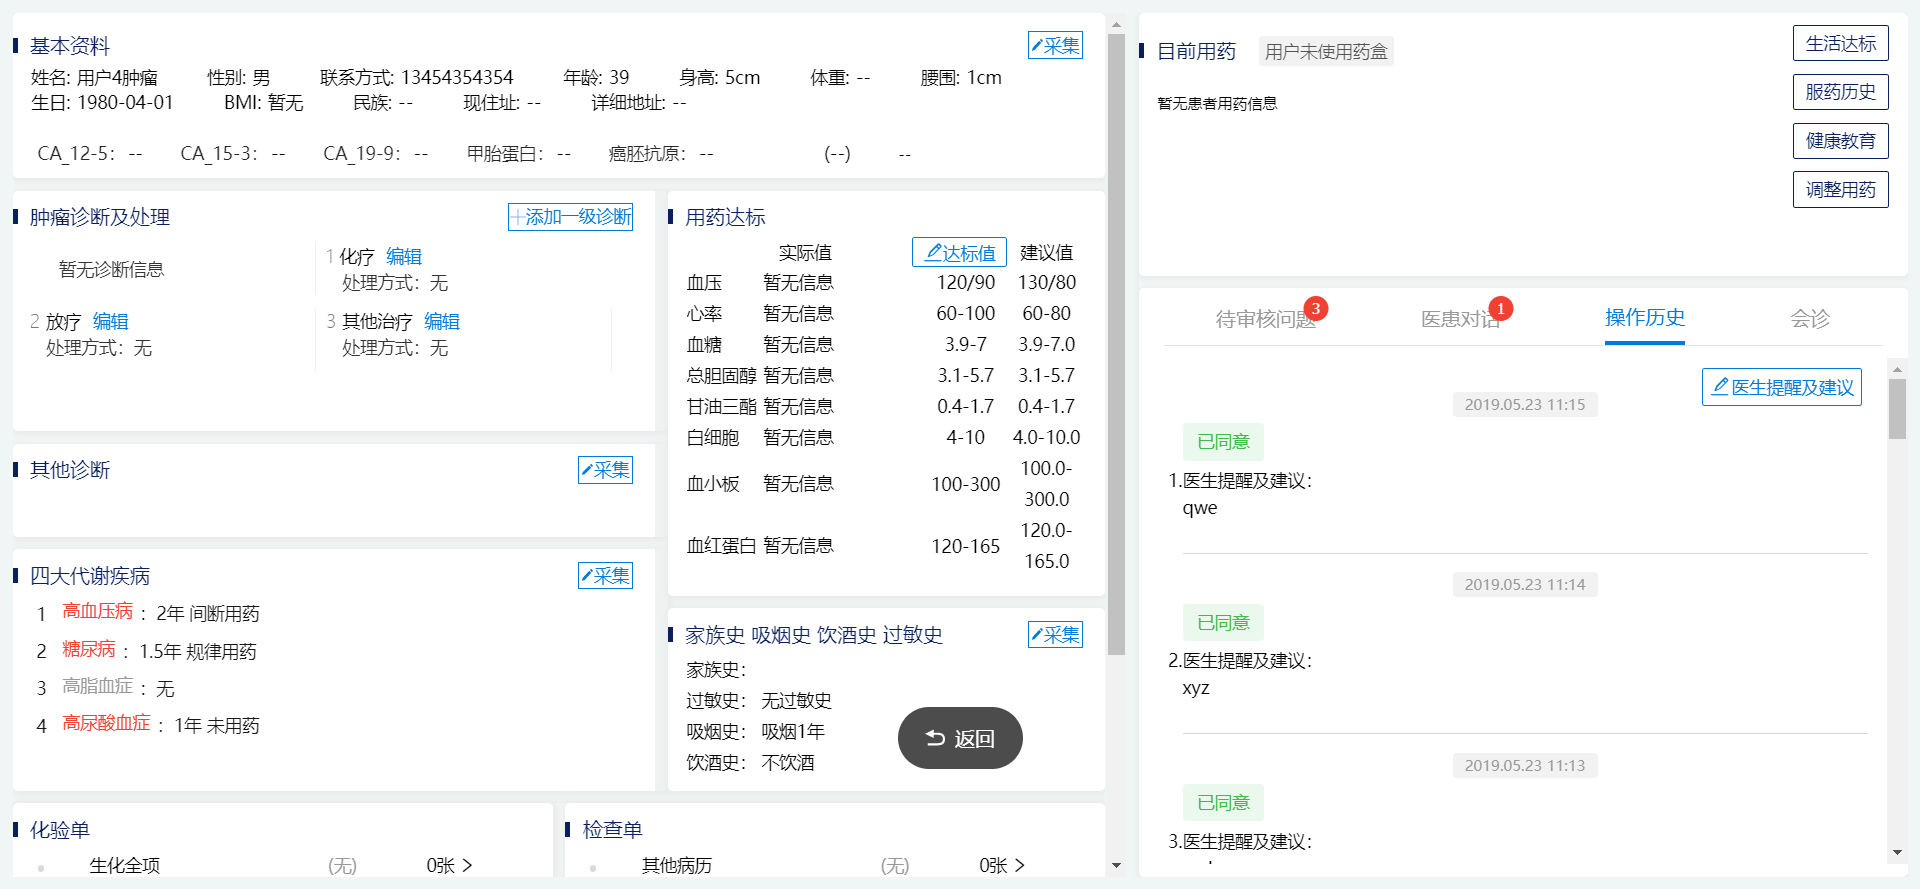 基本资料
采集
姓名: 用户4肿瘤 性别: 男 联系方式: 13454354354 年龄: 39 身高: 5cm 体重: -- 腰围: 1cm
生日: 1980-04-01 BMI: 暂无 民族: -- 现住址: -- 详细地址: --
CA_12-5： -- CA_15-3： -- CA_19-9： -- 甲胎蛋白： -- 癌胚抗原： -- (--) --
肿瘤诊断及处理
添加一级诊断
暂无诊断信息
1 化疗 编辑
处理方式：无
2 放疗 编辑
处理方式：无
3 其他治疗 编辑
处理方式：无
其他诊断
采集
四大代谢疾病
采集
1 高血压病 ：2年 间断用药
2 糖尿病 ：1.5年 规律用药
3 高脂血症 ：无
4 高尿酸血症 ：1年 未用药
用药达标
实际值 达标值 建议值
血压 暂无信息 120/90 130/80
心率 暂无信息 60-100 60-80
血糖 暂无信息 3.9-7 3.9-7.0
总胆固醇 暂无信息 3.1-5.7 3.1-5.7
甘油三酯 暂无信息 0.4-1.7 0.4-1.7
白细胞 暂无信息 4-10 4.0-10.0
血小板 暂无信息 100-300 100.0-
300.0
血红蛋白 暂无信息 120-165 120.0-
165.0
家族史 吸烟史 饮酒史 过敏史
采集
家族史：
过敏史： 无过敏史
吸烟史： 吸烟1年
饮酒史： 不饮酒
返回
化验单
生化全项 (无) 0张 >
检查单
其他病历 (无) 0张 >
目前用药 用户未使用药盒
暂无患者用药信息
生活达标
服药历史
健康教育
调整用药
待审核问题 3 医患对话 1 操作历史 会诊
医生提醒及建议
2019.05.23 11:15
已同意
1.医生提醒及建议：
qwe
2019.05.23 11:14
已同意
2.医生提醒及建议：
xyz
2019.05.23 11:13
已同意
3.医生提醒及建议：